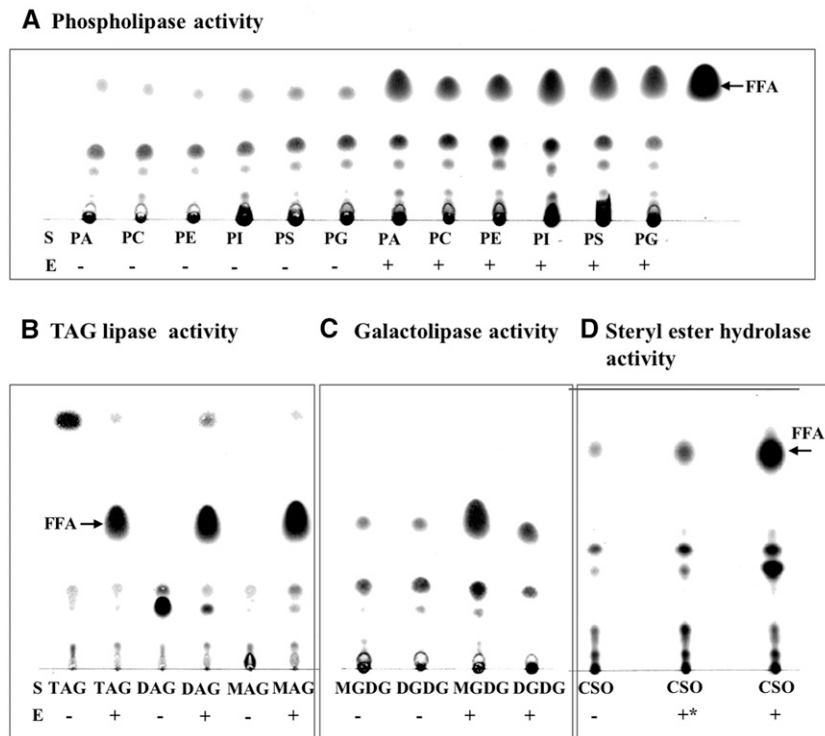 A Phospholipase activity
FFA
S PA PC PE PI PS PG PA PC PE PI PS PG
E - - - - - - + + + + + +
B TAG lipase activity
FFA
S TAG TAG DAG DAG MAG MAG
E - + - + - +
C Galactolipase activity
MGDG DGDG MGDG DGDG
- - + +
D Steryl ester hydrolase
activity
FFA
CSO CSO CSO
- +* +